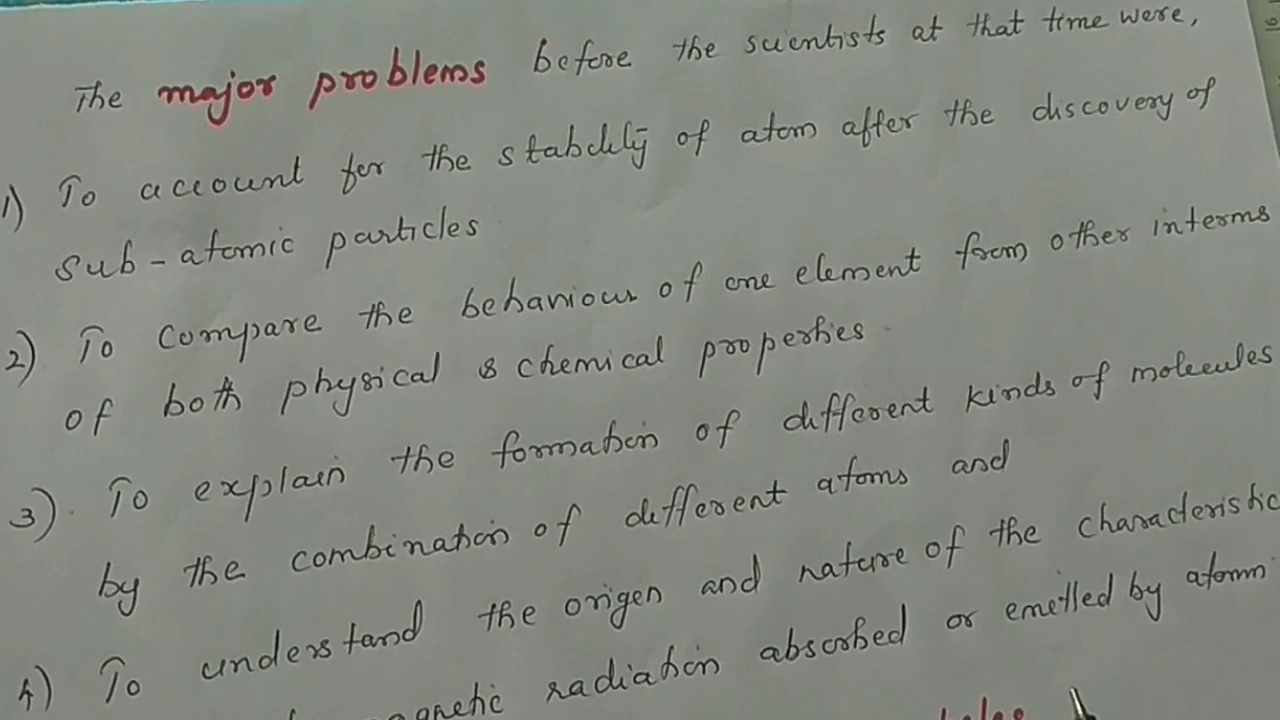 The major problems before the scientists at that time were,
1) To account for the stability of atom after the discovery of
sub-atomic particles
2) To compare the behaviour of one element from other interms
of both physical & chemical properties.
3). To explain the formation of different kinds of molecules
by the combination of different atoms and
4) To understand the origen and nature of the characteristic
radiation absorbed or emitted by atom